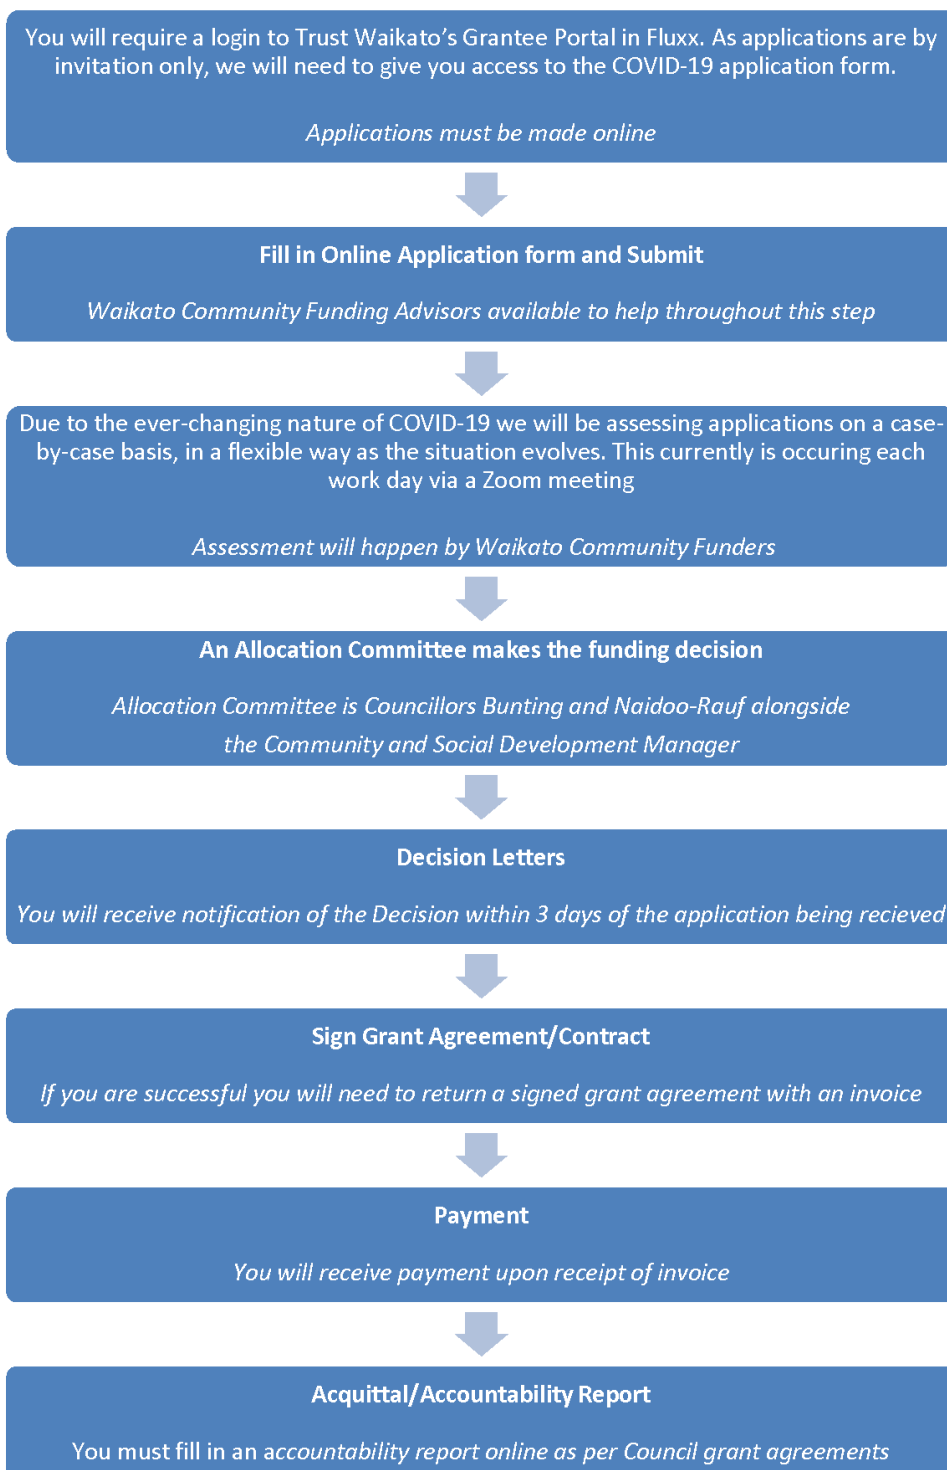 You will require a login to Trust Waikato’s Grantee Portal in Fluxx. As applications are by
invitation only, we will need to give you access to the COVID-19 application form.
Applications must be made online
Fill in Online Application form and Submit
Waikato Community Funding Advisors available to help throughout this step
Due to the ever-changing nature of COVID-19 we will be assessing applications on a case-
by-case basis, in a flexible way as the situation evolves. This currently is occuring each
work day via a Zoom meeting
Assessment will happen by Waikato Community Funders
An Allocation Committee makes the funding decision
Allocation Committee is Councillors Bunting and Naidoo-Rauf alongside
the Community and Social Development Manager
Decision Letters
You will receive notification of the Decision within 3 days of the application being recieved
Sign Grant Agreement/Contract
If you are successful you will need to return a signed grant agreement with an invoice
Payment
You will receive payment upon receipt of invoice
Acquittal/Accountability Report
You must fill in an accountability report online as per Council grant agreements